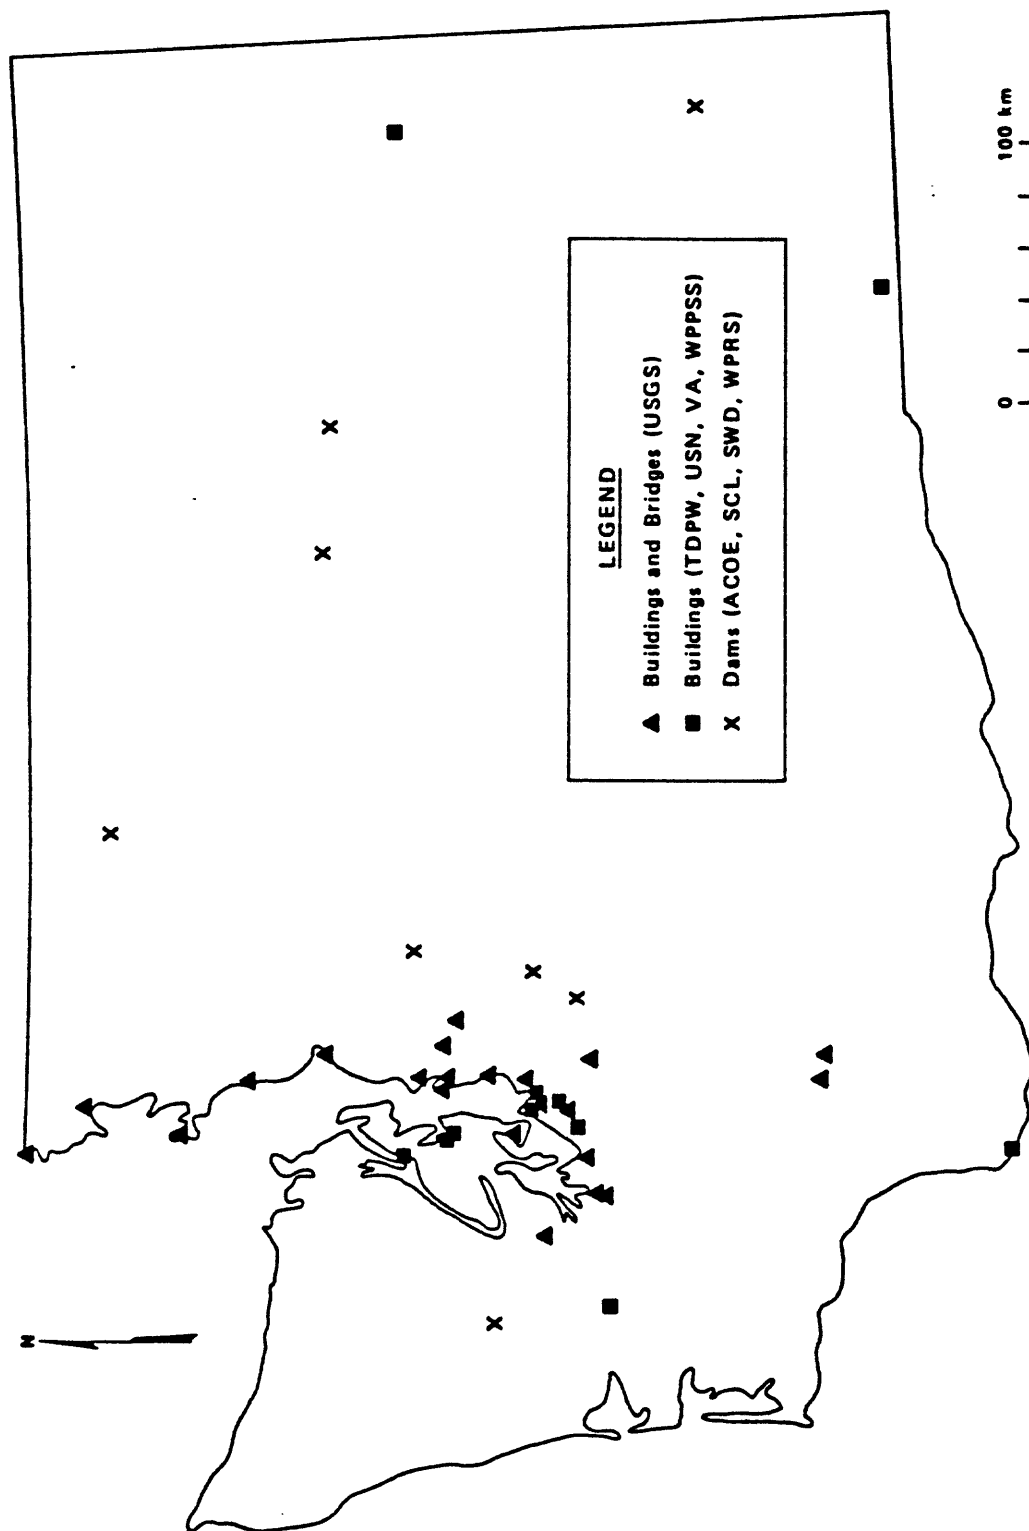 N
LEGEND
Buildings and Bridges (USGS)
Buildings (TDPW, USN, VA, WPPSS)
X Dams (ACOE, SCL, SWD, WPRS)
0 100 km